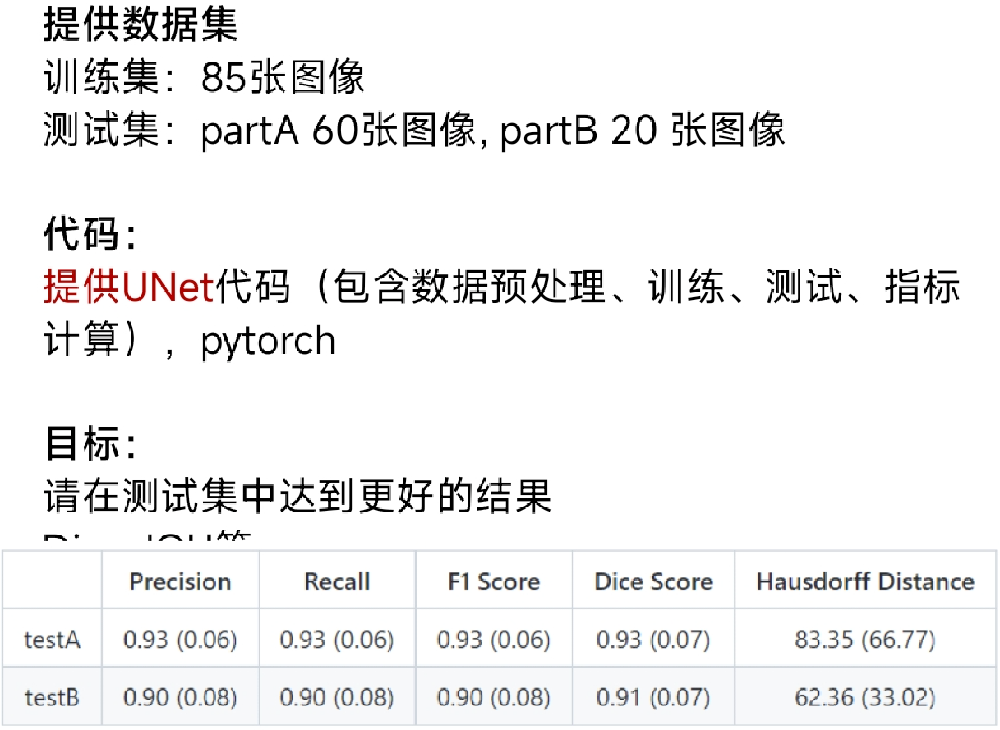 提供数据集
训练集：85张图像
测试集：partA 60张图像, partB 20 张图像
代码：
提供UNet代码（包含数据预处理、训练、测试、指标
计算），pytorch
目标：
请在测试集中达到更好的结果
Precision Recall F1 Score Dice Score Hausdorff Distance
testA 0.93 (0.06) 0.93 (0.06) 0.93 (0.06) 0.93 (0.07) 83.35 (66.77)
testB 0.90 (0.08) 0.90 (0.08) 0.90 (0.08) 0.91 (0.07) 62.36 (33.02)